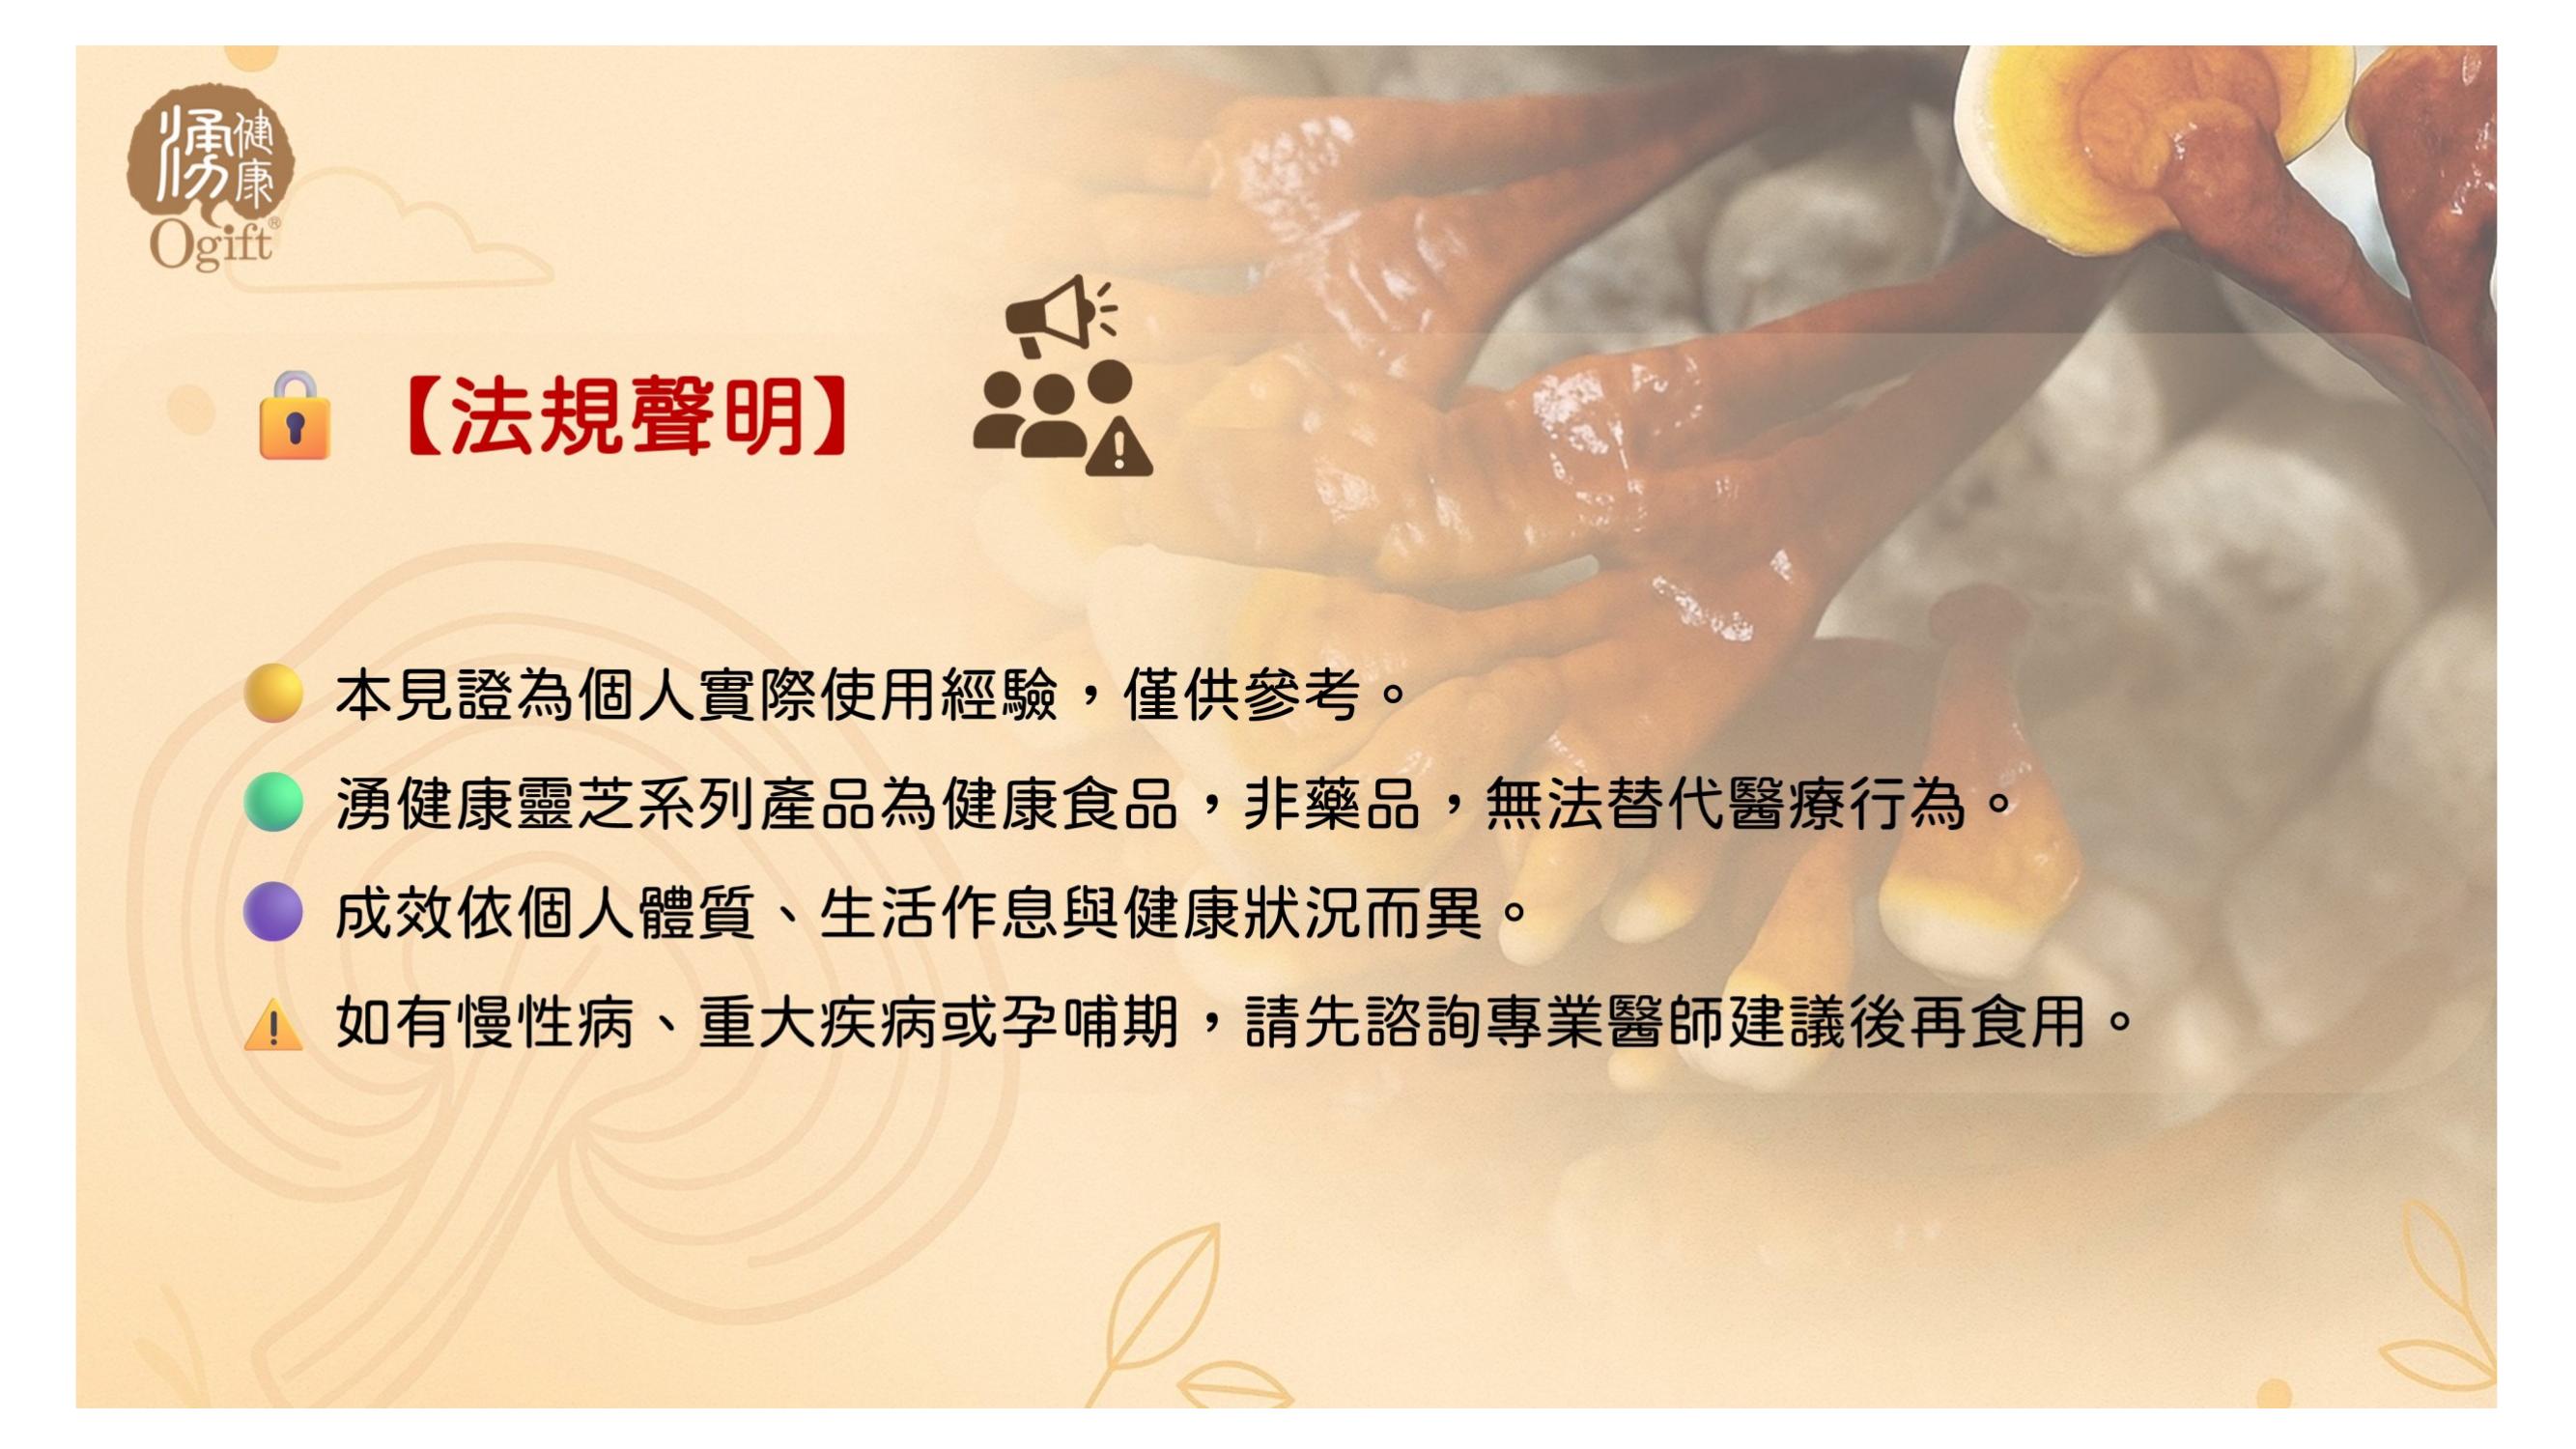 湧健康
Ogift®
【法規聲明】
本見證為個人實際使用經驗，僅供參考。
湧健康靈芝系列產品為健康食品，非藥品，無法替代醫療行為。
成效依個人體質、生活作息與健康狀況而異。
如有慢性病、重大疾病或孕哺期，請先諮詢專業醫師建議後再食用。